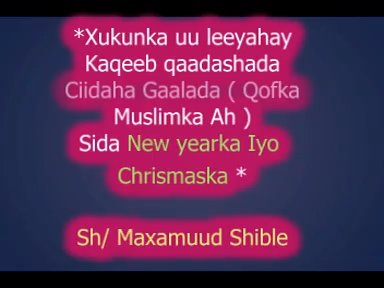 *Xukunka uu leeyahay
Kaqeeb qaadashada
Ciidaha Gaalada ( Qofka
Muslimka Ah )
Sida New yearka Iyo
Chrismaska *
Sh/ Maxamuud Shible